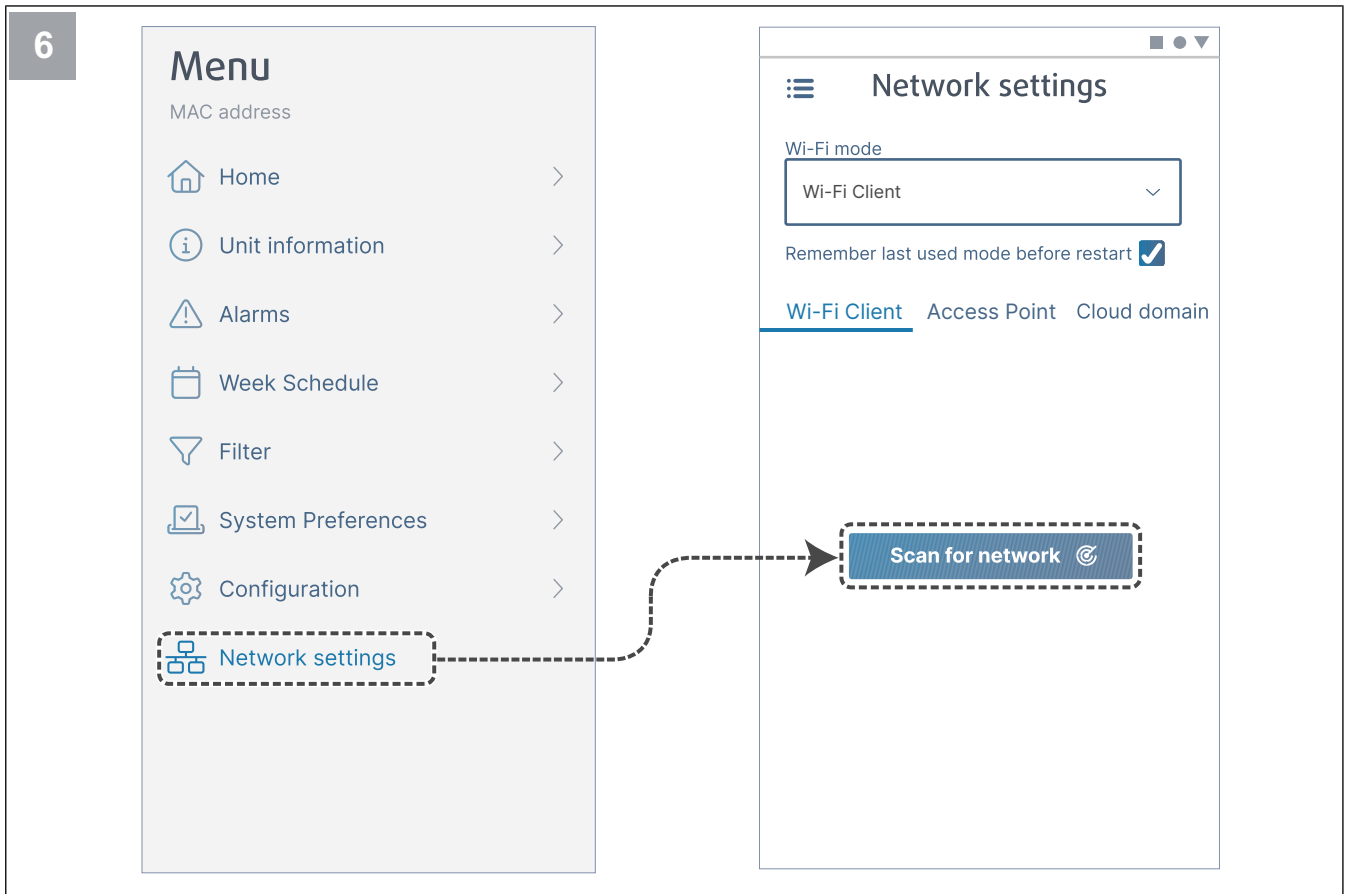 6
Menu
MAC address
Home
Unit information
Alarms
Week Schedule
Filter
System Preferences
Configuration
Network settings
Network settings
Wi-Fi mode
Wi-Fi Client
Remember last used mode before restart
Wi-Fi Client Access Point Cloud domain
Scan for network